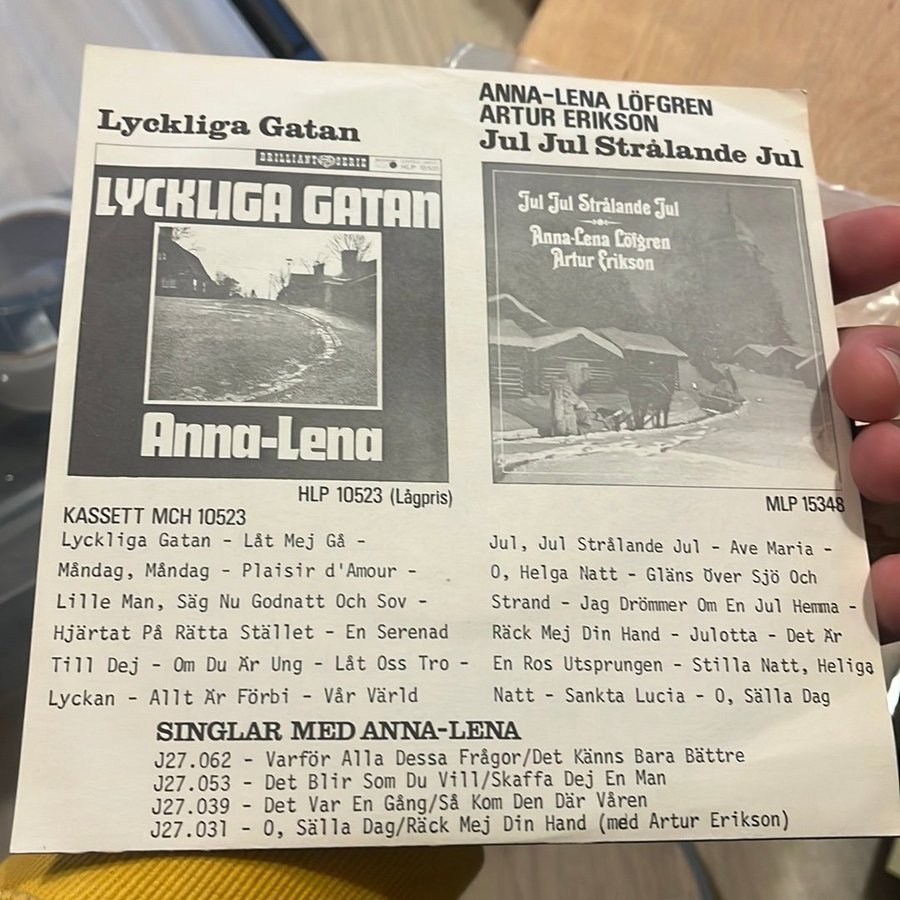 Lyckliga Gatan
BRILLIANT SERIE
LYCKLIGA GATAN
Anna-Lena
HLP 10523 (Lågpris)
KASSETT MCH 10523
Lyckliga Gatan - Låt Mej Gå -
Måndag, Måndag - Plaisir d'Amour -
Lille Man, Säg Nu Godnatt Och Sov -
Hjärtat På Rätta Stället - En Serenad
Till Dej - Om Du Är Ung - Låt Oss Tro -
Lyckan - Allt Är Förbi - Vår Värld
ANNA-LENA LÖFGREN
ARTUR ERIKSON
Jul Jul Strålande Jul
Jul Jul Strålande Jul
Anna-Lena Löfgren
Artur Erikson
MLP 15348
Jul, Jul Strålande Jul - Ave Maria -
O, Helga Natt - Gläns Över Sjö Och
Strand - Jag Drömmer Om En Jul Hemma -
Räck Mej Din Hand - Julotta - Det Är
En Ros Utsprungen - Stilla Natt, Heliga
Natt - Sankta Lucia - O, Sälla Dag
SINGLAR MED ANNA-LENA
J27.062 - Varför Alla Dessa Frågor/Det Känns Bara Bättre
J27.053 - Det Blir Som Du Vill/Skaffa Dej En Man
J27.039 - Det Var En Gång/Så Kom Den Där Våren
J27.031 - O, Sälla Dag/Räck Mej Din Hand (med Artur Erikson)